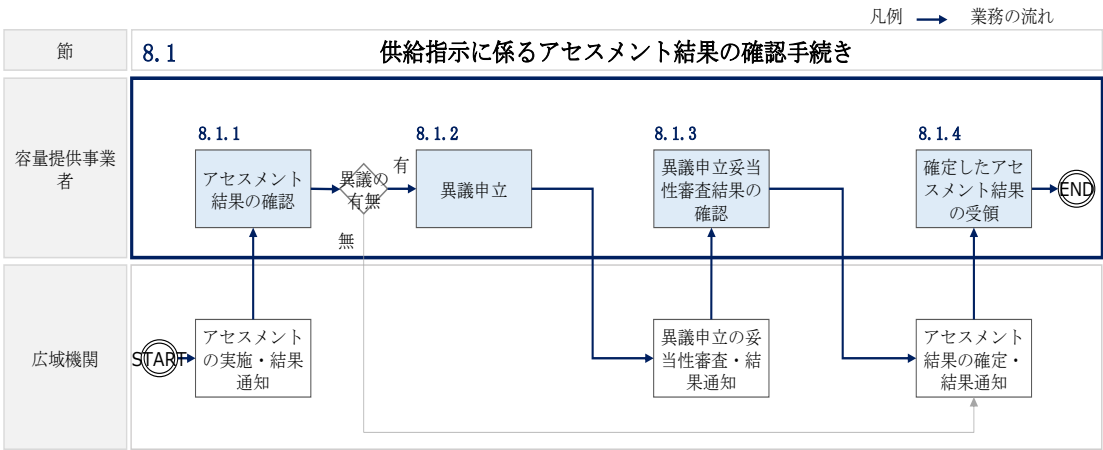 凡例 業務の流れ
節
8.1 供給指示に係るアセスメント結果の確認手続き
容量提供事業
者
8.1.1
アセスメント
結果の確認
異議の
有無
有
無
8.1.2
異議申立
8.1.3
異議申立妥当
性審査結果の
確認
8.1.4
確定したアセ
スメント結果
の受領
END
広域機関
START
アセスメント
の実施・結果
通知
異議申立の妥
当性審査・結
果通知
アセスメント
結果の確定・
結果通知